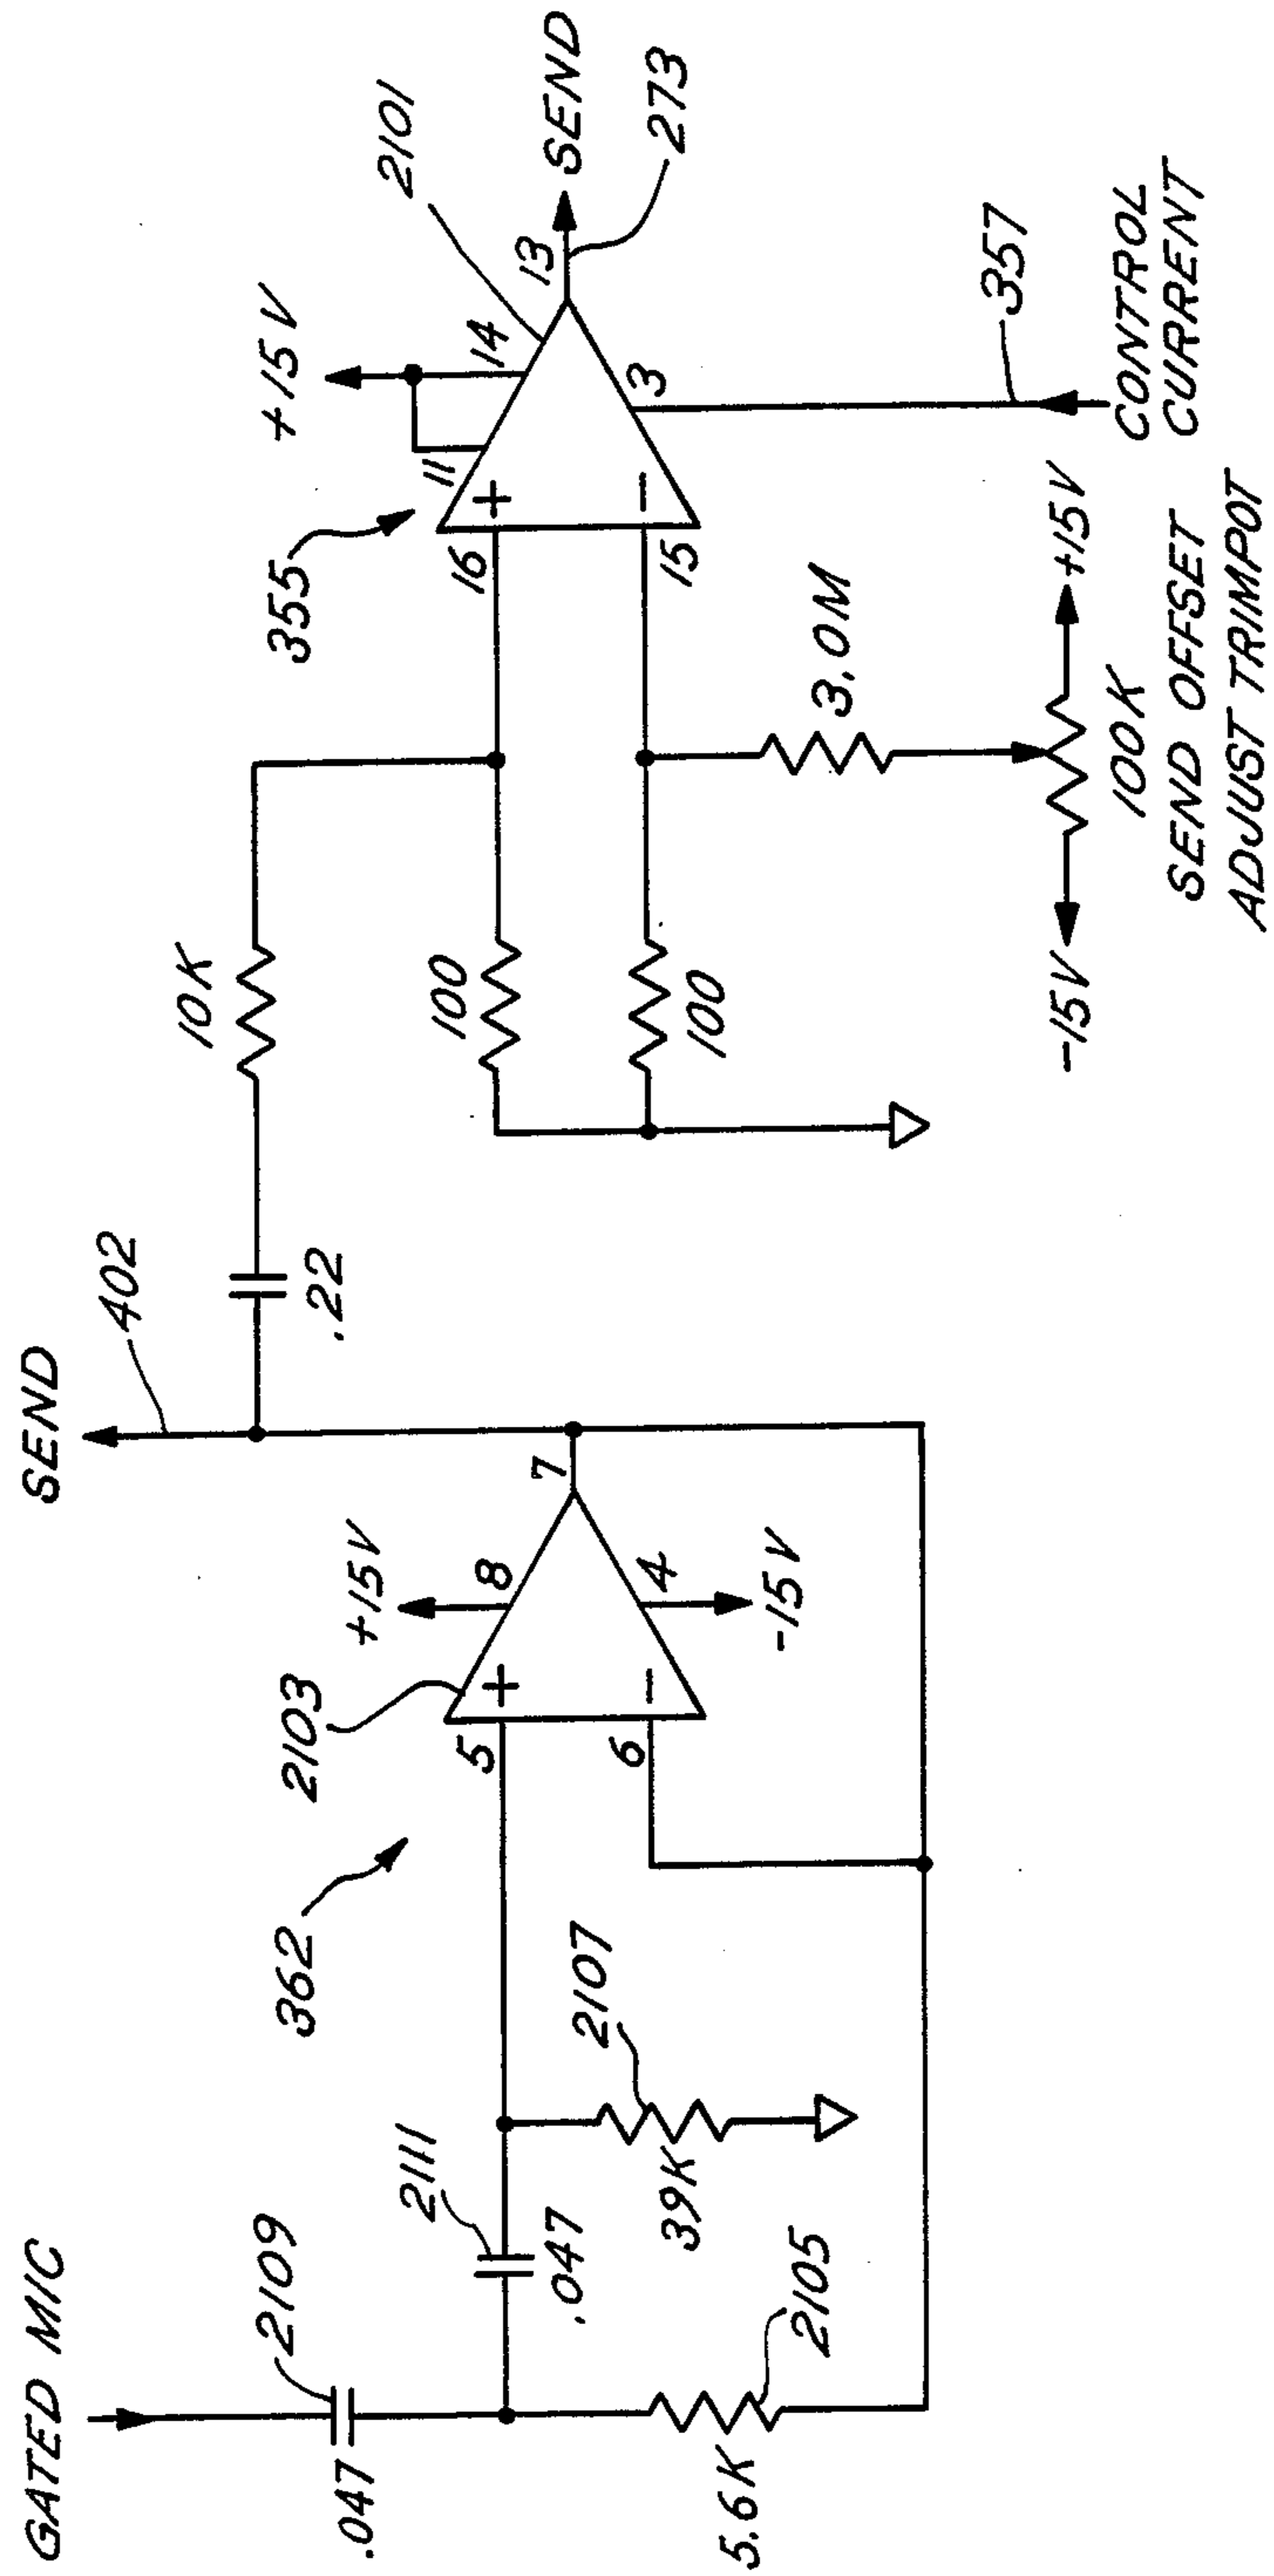 GATED MIC
2109
.047
2111
.047
5.6K
2105
39K
2107
362
2103
5
6
+15V
8
4
-15V
7
SEND
402
.22
10K
100
100
355
16
15
11
+15V
14
2101
13
SEND
273
3
357
CONTROL
CURRENT
3.0M
-15V
+15V
100K
SEND OFFSET
ADJUST TRIMPOT
+
−
+
−